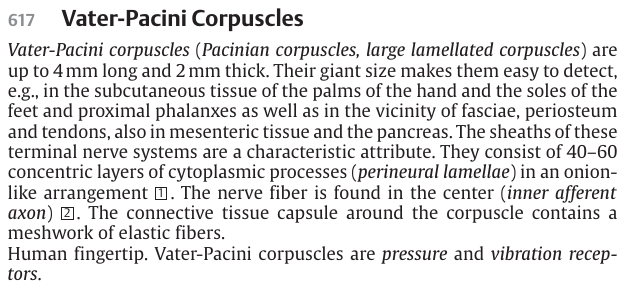 617 Vater-Pacini Corpuscles
Vater-Pacini corpuscles (Pacinian corpuscles, large lamellated corpuscles) are
up to 4 mm long and 2 mm thick. Their giant size makes them easy to detect,
e.g., in the subcutaneous tissue of the palms of the hand and the soles of the
feet and proximal phalanxes as well as in the vicinity of fasciae, periosteum
and tendons, also in mesenteric tissue and the pancreas. The sheaths of these
terminal nerve systems are a characteristic attribute. They consist of 40–60
concentric layers of cytoplasmic processes (perineural lamellae) in an onion-
like arrangement 1. The nerve fiber is found in the center (inner afferent
axon) 2. The connective tissue capsule around the corpuscle contains a
meshwork of elastic fibers.
Human fingertip. Vater-Pacini corpuscles are pressure and vibration recep-
tors.